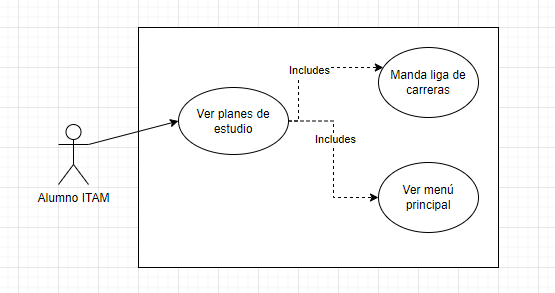 Includes
Manda liga de
carreras
Ver planes de
estudio
Includes
Alumno ITAM
Ver menú
principal